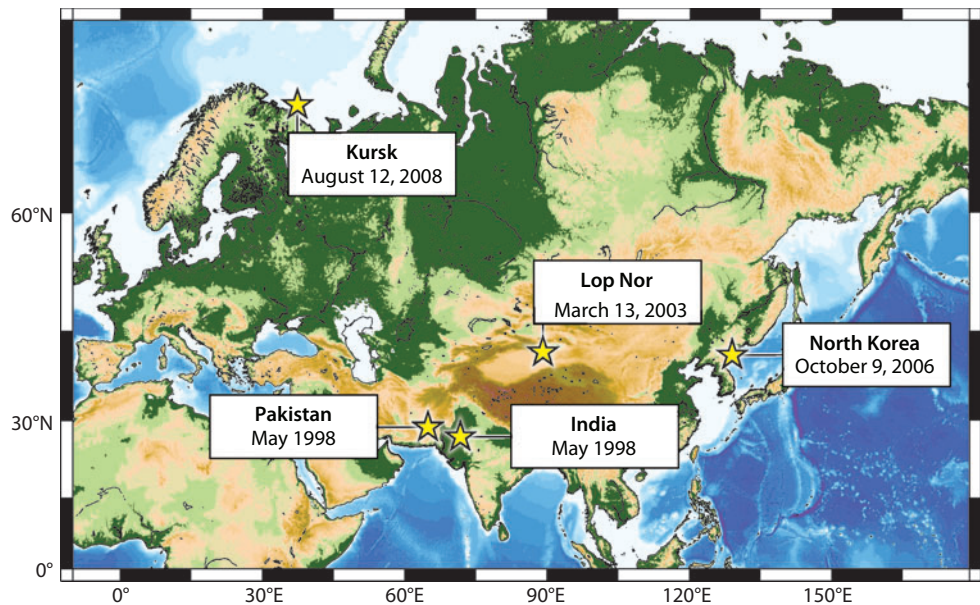 Kursk
August 12, 2008
60°N
Lop Nor
March 13, 2003
North Korea
October 9, 2006
Pakistan
May 1998
India
May 1998
30°N
0°
0°
30°E
60°E
90°E
120°E
150°E